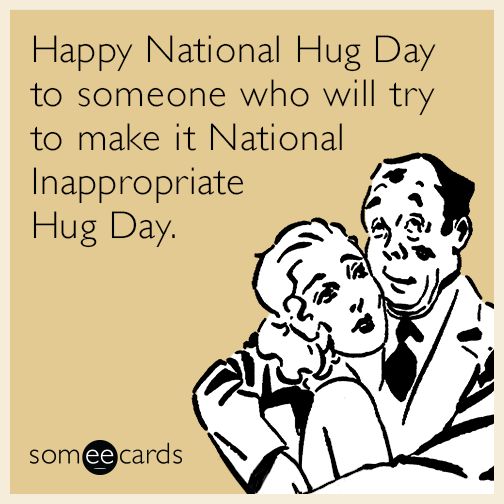 Happy National Hug Day
to someone who will try
to make it National
Inappropriate
Hug Day.
someecards